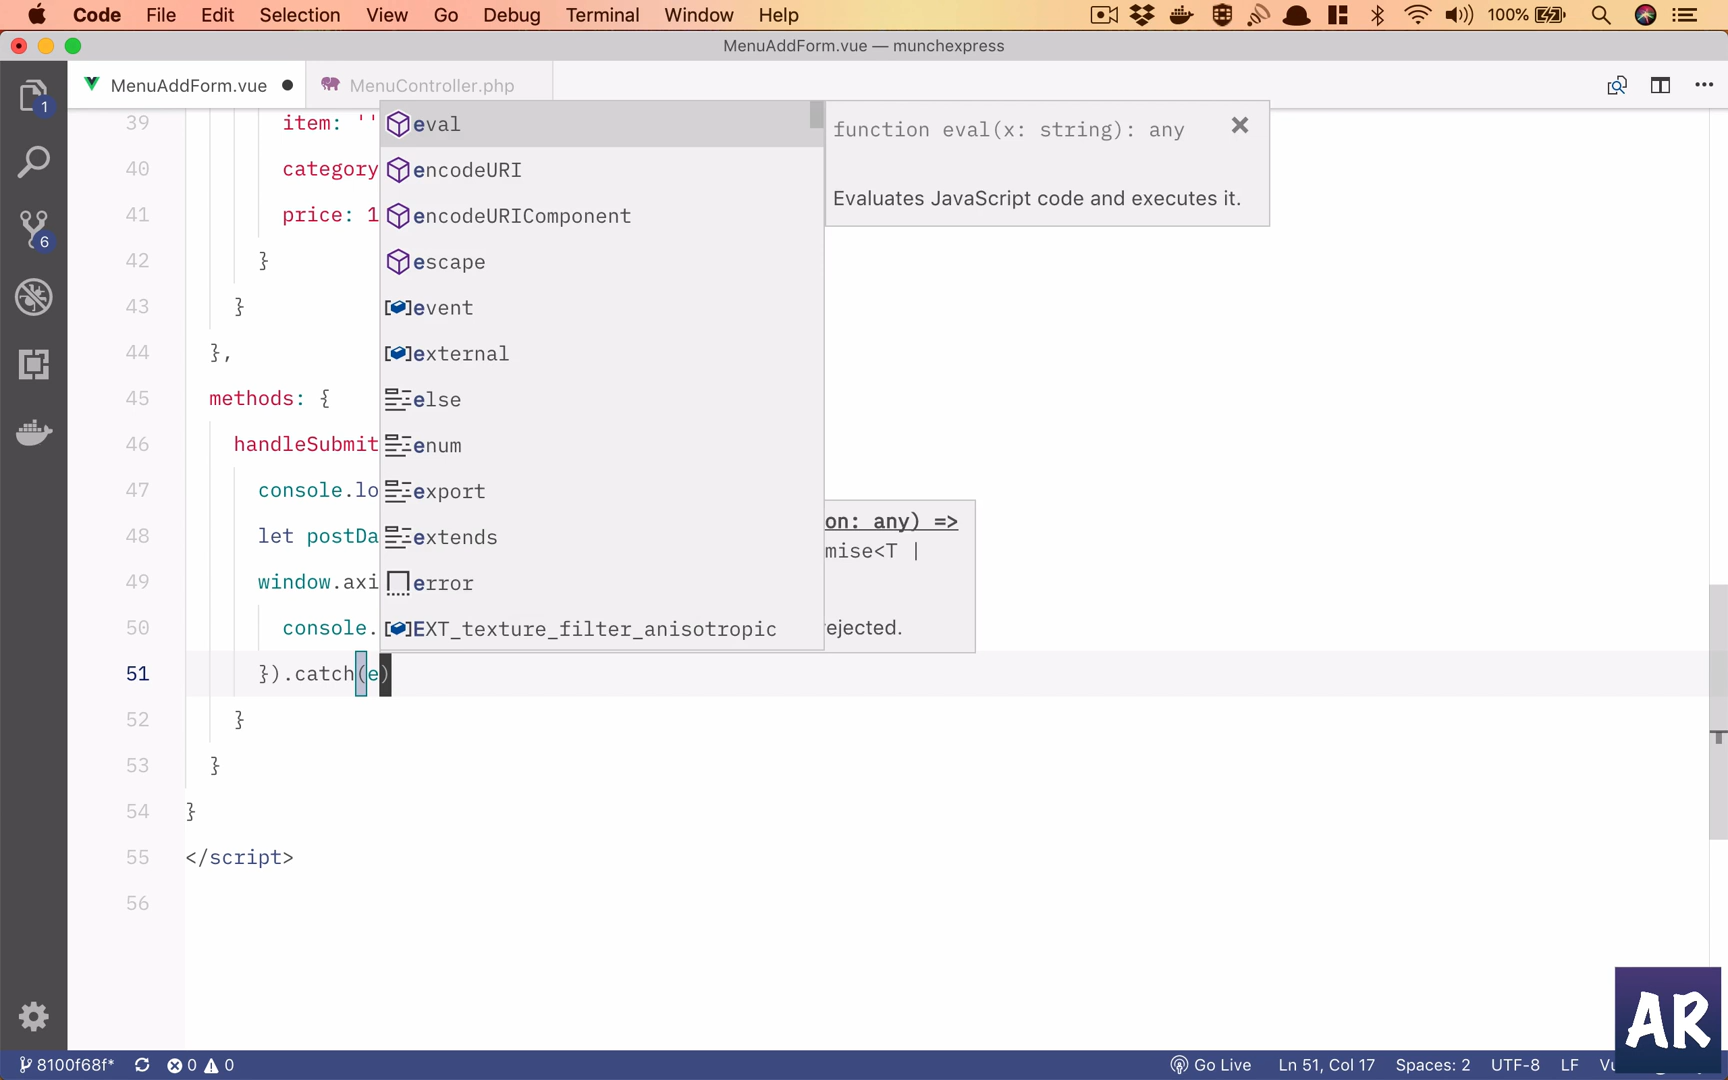 Code File Edit Selection View Go Debug Terminal Window Help 100%
MenuAddForm.vue — munchexpress
MenuAddForm.vue ● MenuController.php
1
6
39 item: ''
40 category
41 price: 1
42 }
43 }
44 },
45 methods: {
46 handleSubmit
47 console.lo
48 let postDa
49 window.axi
50 console.
51 }).catch(e)
52 }
53 }
54 }
55 </script>
56
eval
encodeURI
encodeURIComponent
escape
event
external
else
enum
export
extends
error
EXT_texture_filter_anisotropic
function eval(x: string): any
Evaluates JavaScript code and executes it.
on: any) =>
mise<T |
ejected.
AR
8100f68f* 0 0 Go Live Ln 51, Col 17 Spaces: 2 UTF-8 LF